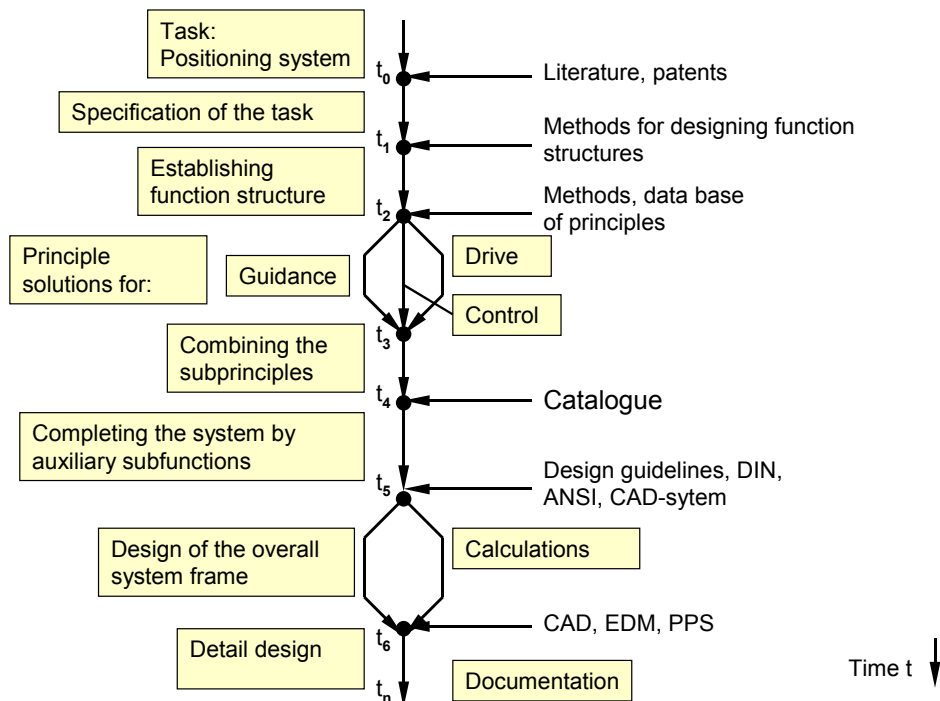 Task:
Positioning system
t0
Literature, patents
Specification of the task
t1
Methods for designing function
structures
Establishing
function structure
t2
Methods, data base
of principles
Principle
solutions for:
Guidance
Drive
Control
t3
Combining the
subprinciples
t4
Catalogue
Completing the system by
auxiliary subfunctions
t5
Design guidelines, DIN,
ANSI, CAD-sytem
Design of the overall
system frame
Calculations
t6
CAD, EDM, PPS
Detail design
Time t
tn
Documentation